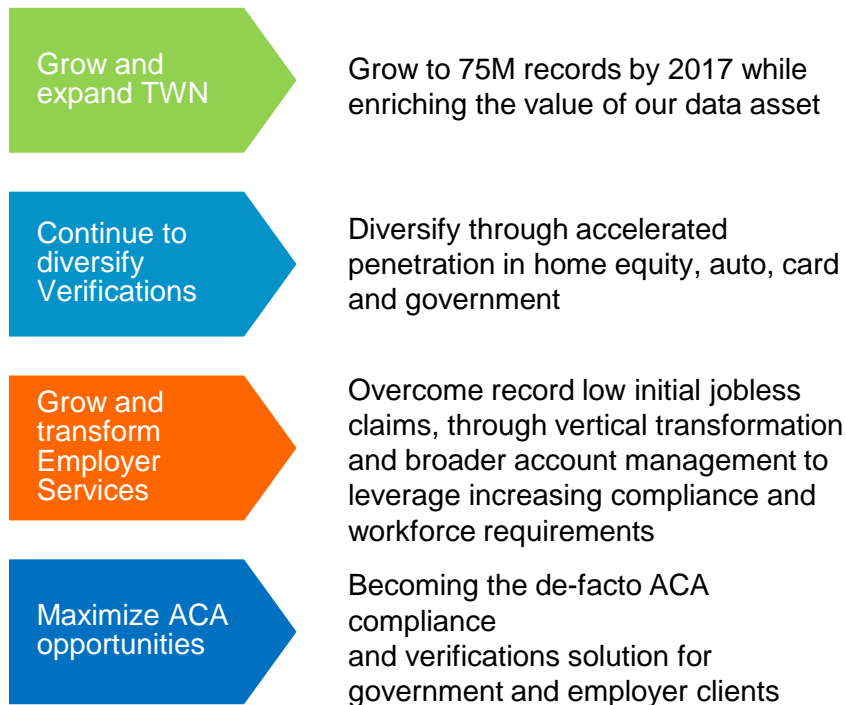 Grow and
expand TWN
Grow to 75M records by 2017 while
enriching the value of our data asset
Continue to
diversify
Verifications
Diversify through accelerated
penetration in home equity, auto, card
and government
Grow and
transform
Employer
Services
Overcome record low initial jobless
claims, through vertical transformation
and broader account management to
leverage increasing compliance and
workforce requirements
Maximize ACA
opportunities
Becoming the de-facto ACA
compliance
and verifications solution for
government and employer clients